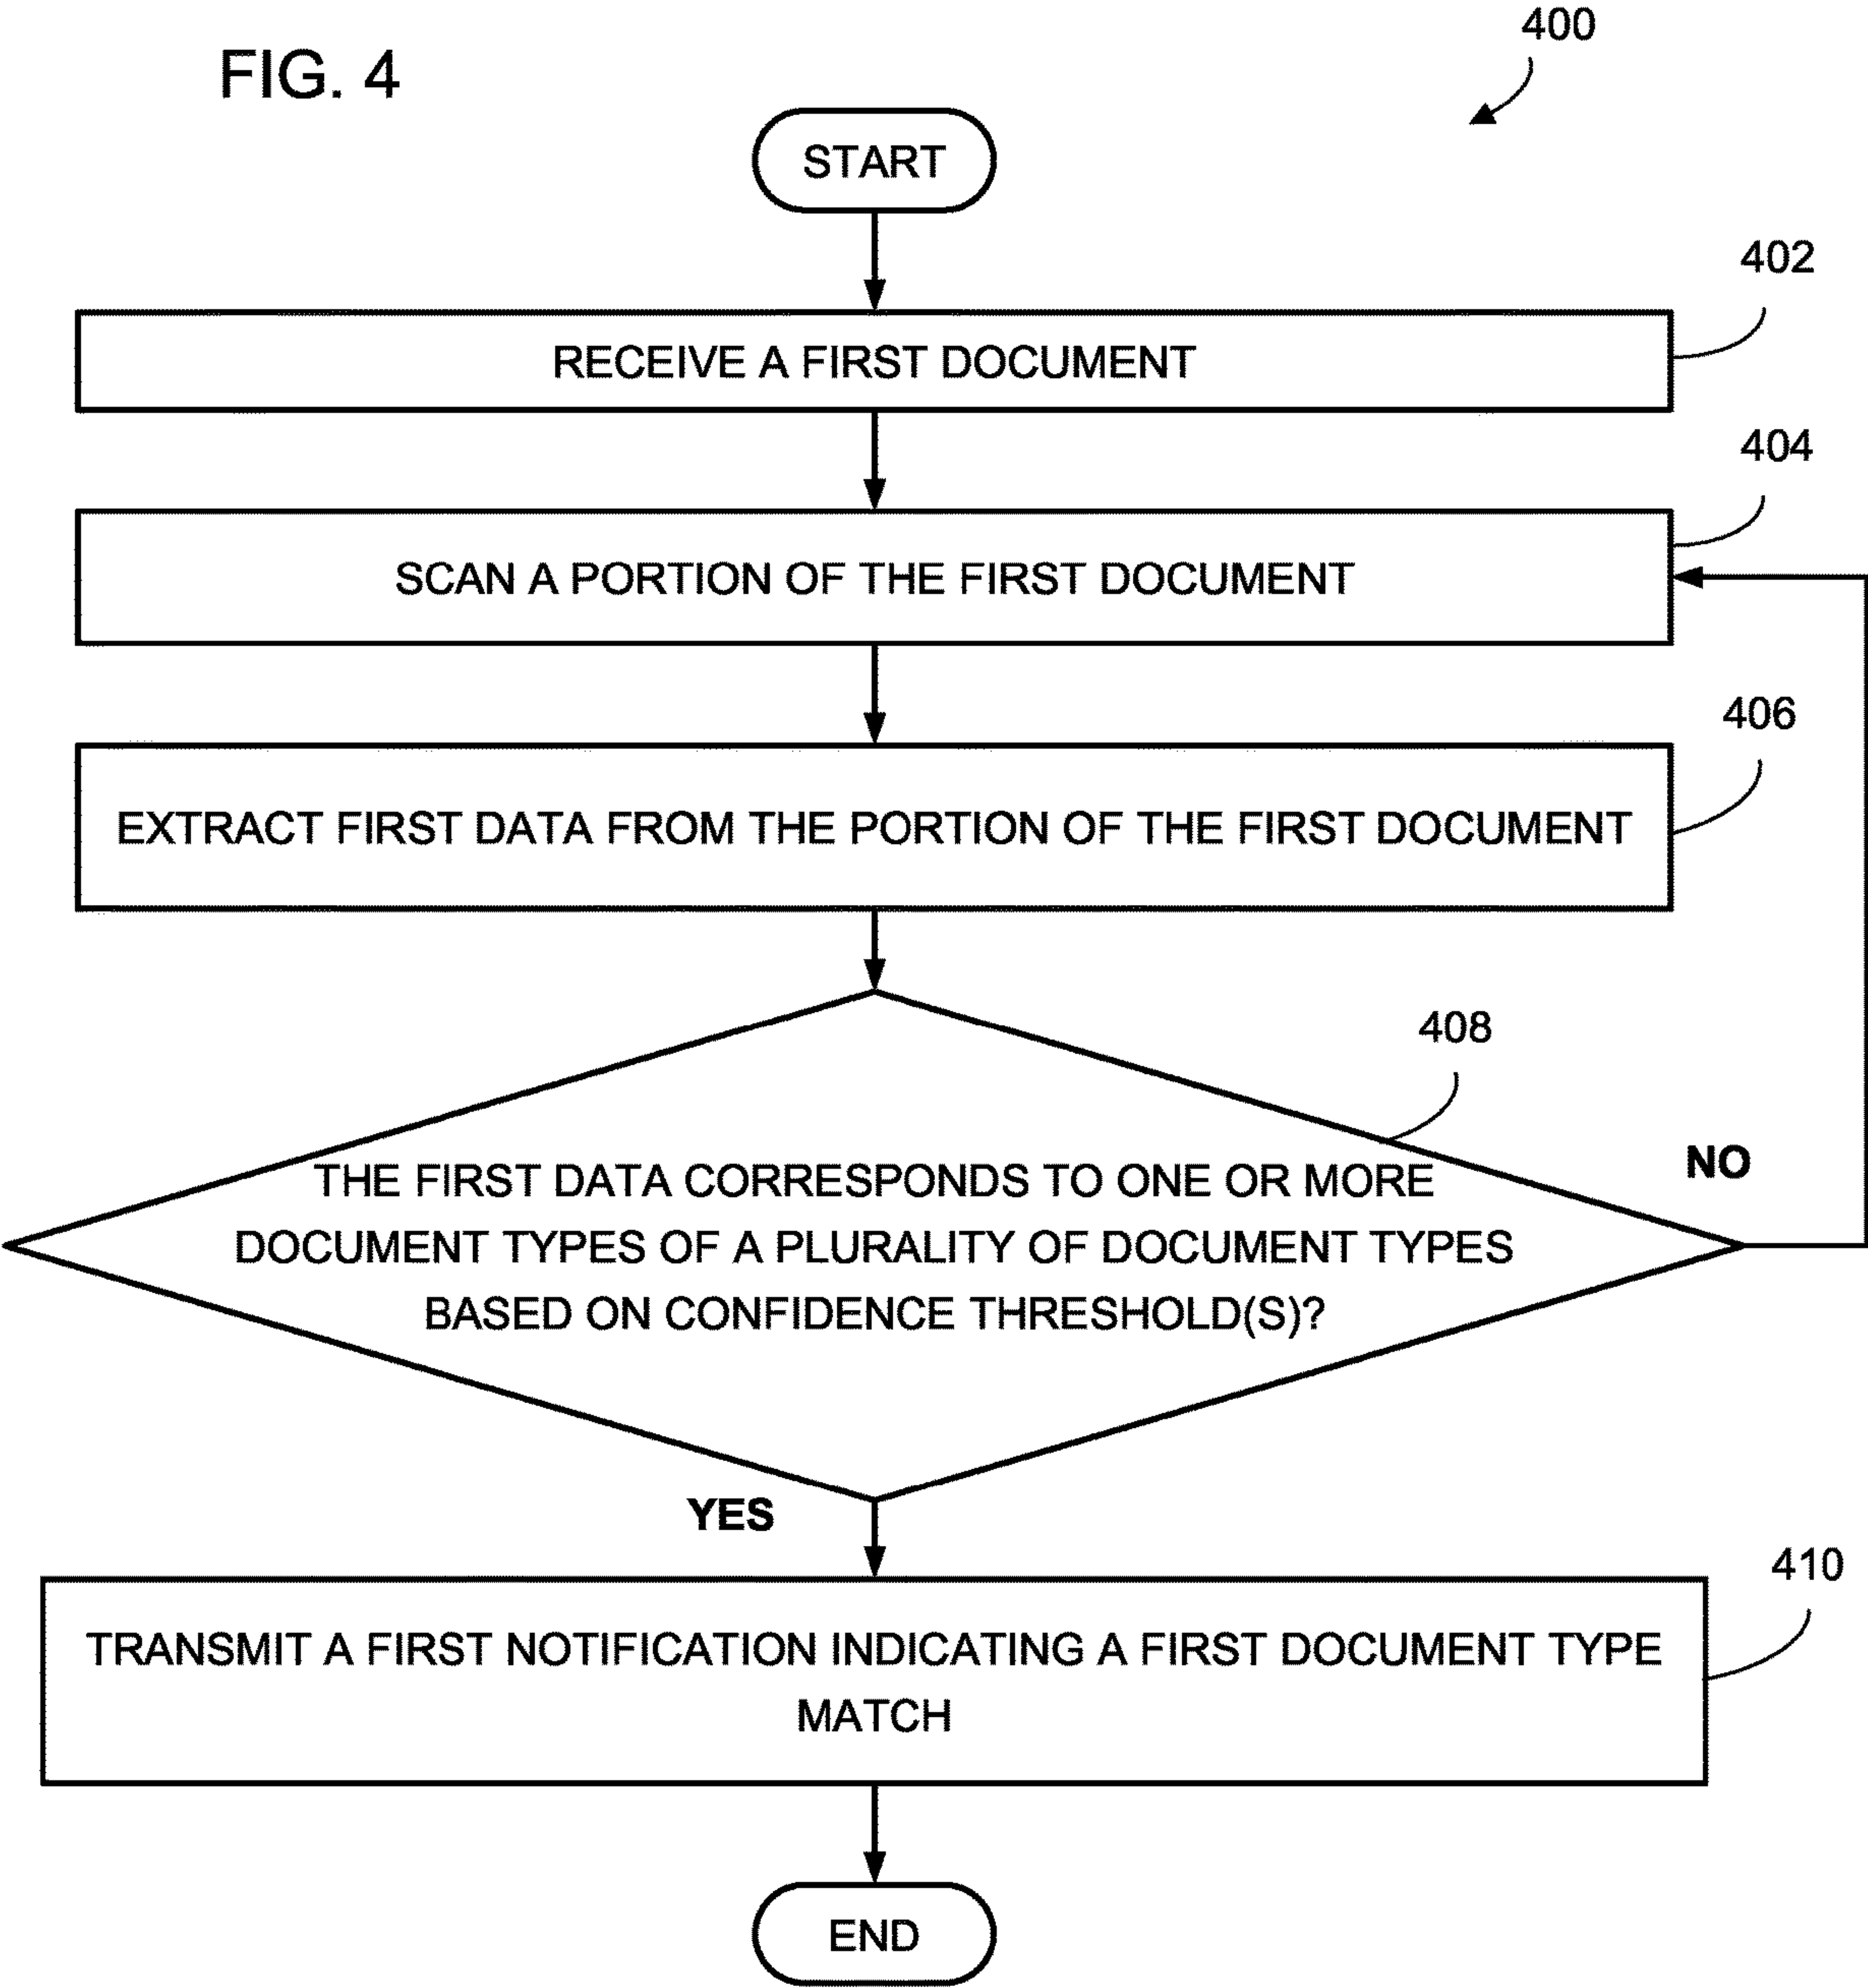 FIG. 4
400
START
402
RECEIVE A FIRST DOCUMENT
404
SCAN A PORTION OF THE FIRST DOCUMENT
406
EXTRACT FIRST DATA FROM THE PORTION OF THE FIRST DOCUMENT
408
THE FIRST DATA CORRESPONDS TO ONE OR MORE
DOCUMENT TYPES OF A PLURALITY OF DOCUMENT TYPES
BASED ON CONFIDENCE THRESHOLD(S)?
NO
YES
410
TRANSMIT A FIRST NOTIFICATION INDICATING A FIRST DOCUMENT TYPE
MATCH
END